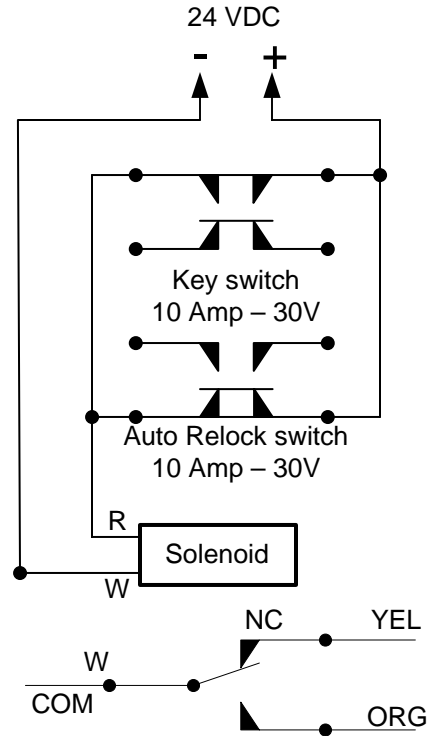 24 VDC
- +
Key switch
10 Amp – 30V
Auto Relock switch
10 Amp – 30V
R
Solenoid
W
NC YEL
W
COM
ORG